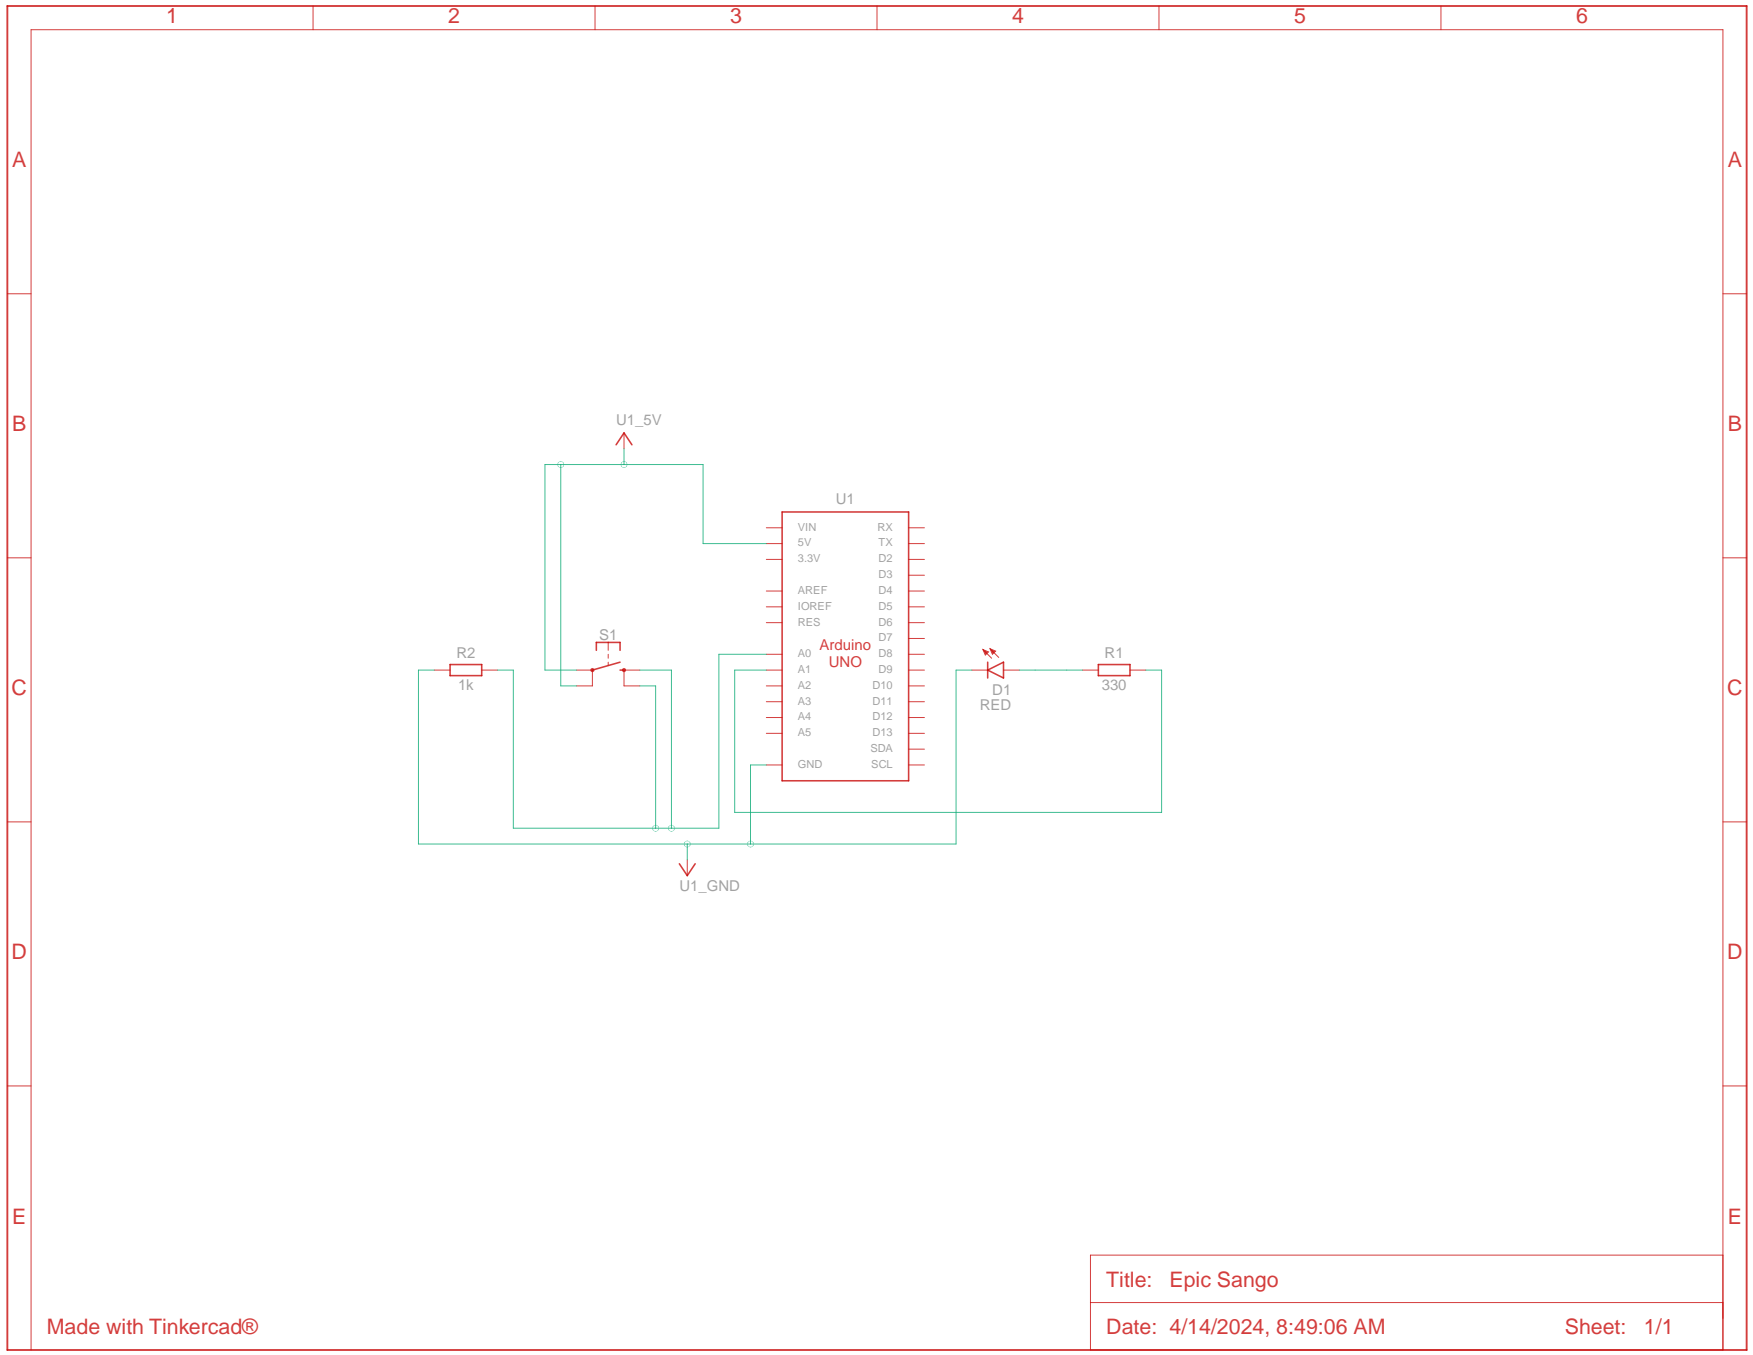 1 2 3 4 5 6
A A
B B
U1_5V
U1
VIN RX
5V TX
3.3V D2
D3
AREF D4
IOREF D5
RES D6
D7
Arduino
UNO
A0 D8
A1 D9
A2 D10
A3 D11
A4 D12
A5 D13
SDA
GND SCL
S1
R2
1k
D1
RED
R1
330
C C
U1_GND
D D
E E
Title: Epic Sango
Date: 4/14/2024, 8:49:06 AM Sheet: 1/1
Made with Tinkercad®